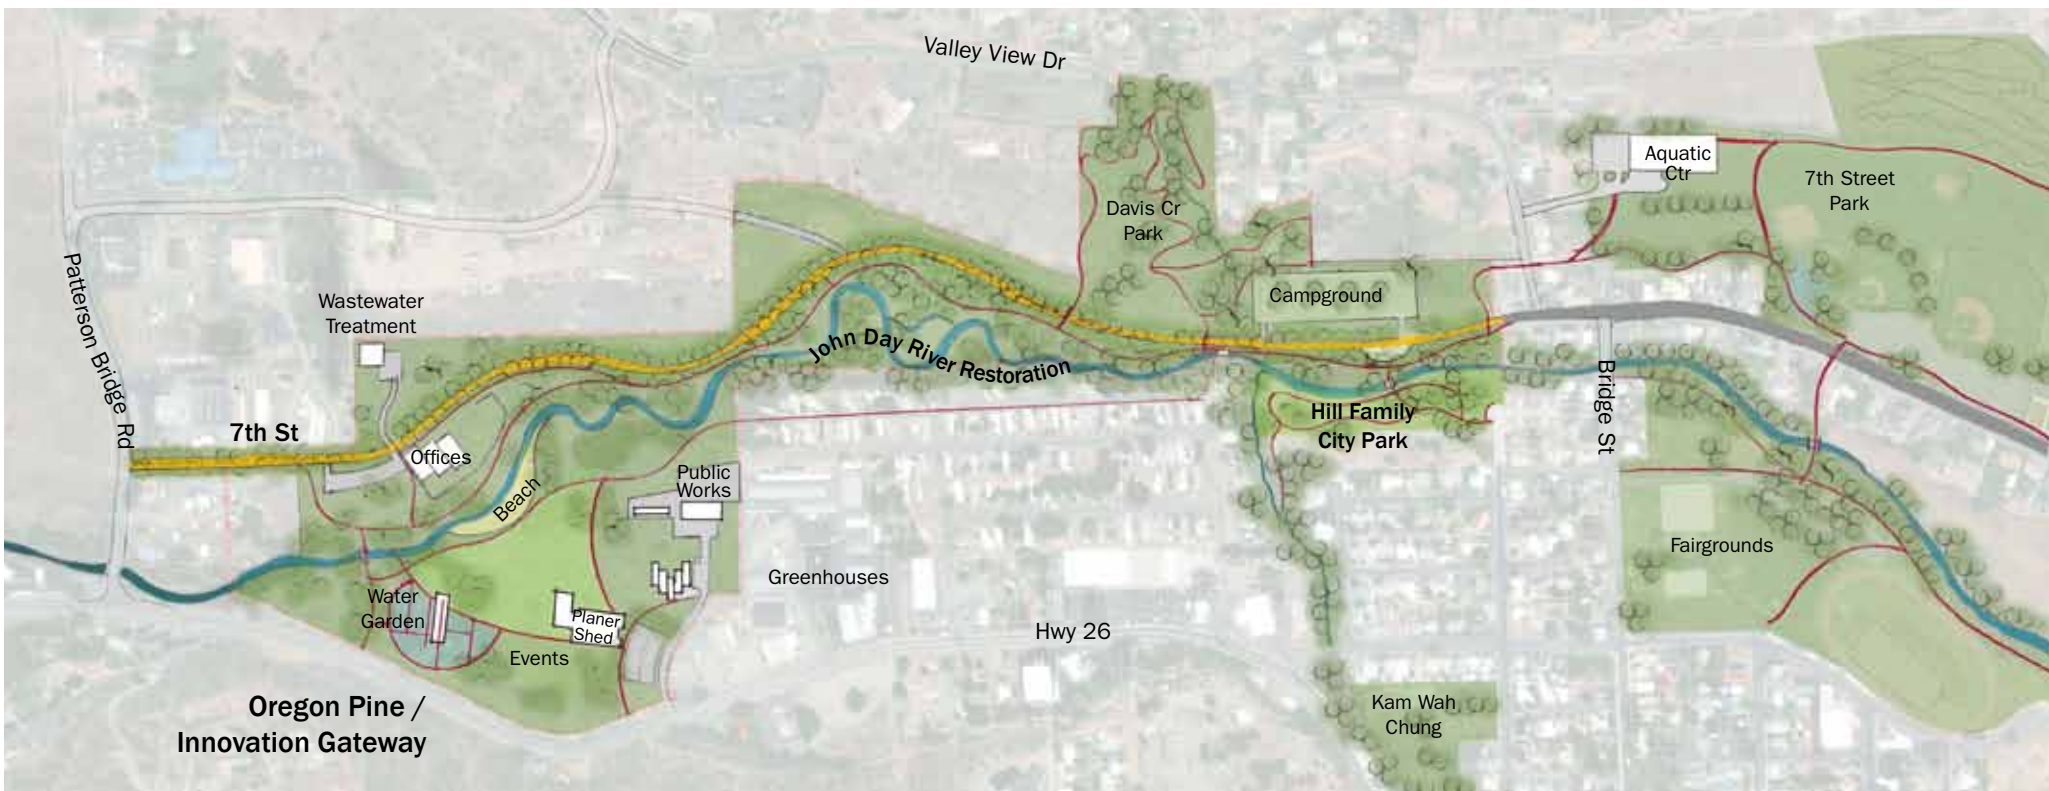 Valley View Dr
Aquatic
Ctr
7th Street
Park
Davis Cr
Park
Patterson Bridge Rd
Wastewater
Treatment
Campground
John Day River Restoration
Bridge St
Hill Family
City Park
7th St
Offices
Public
Works
Beach
Fairgrounds
Greenhouses
Water
Garden
Planer
Shed
Hwy 26
Events
Oregon Pine /
Innovation Gateway
Kam Wah
Chung